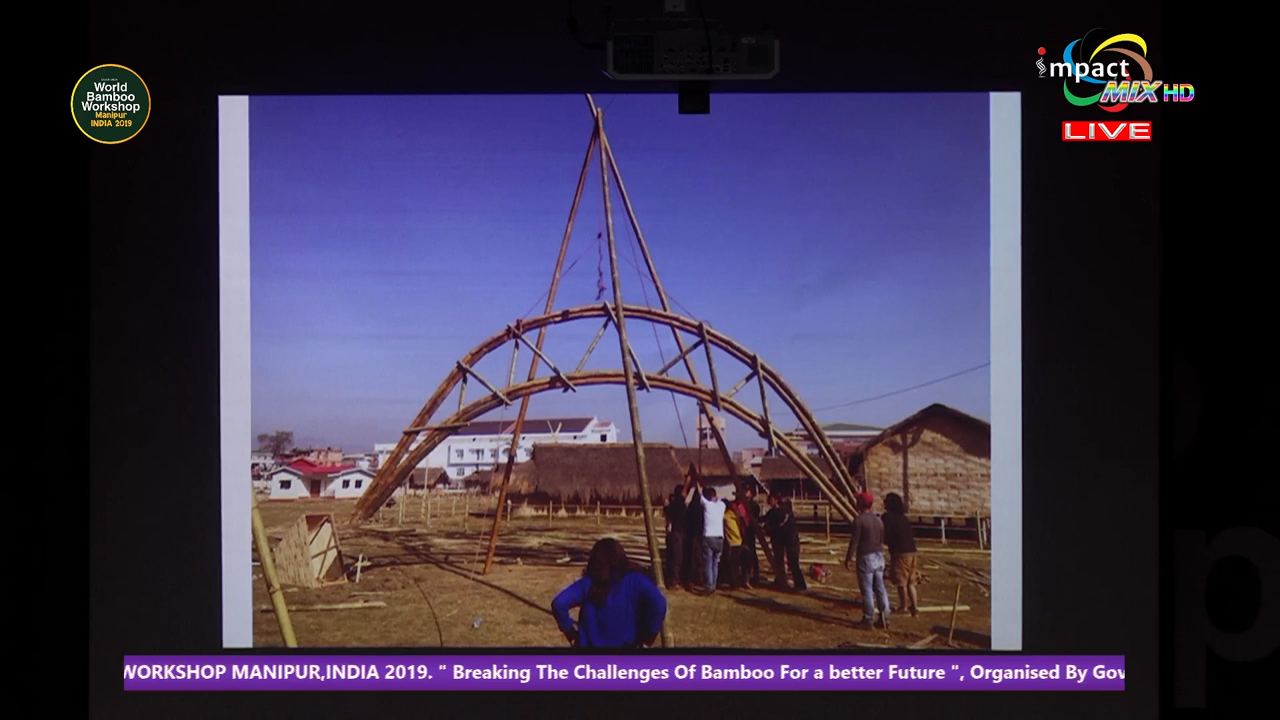 World
Bamboo
Workshop
Manipur
INDIA 2019
impact
MIX HD
LIVE
WORKSHOP MANIPUR,INDIA 2019. " Breaking The Challenges Of Bamboo For a better Future ", Organised By Gov